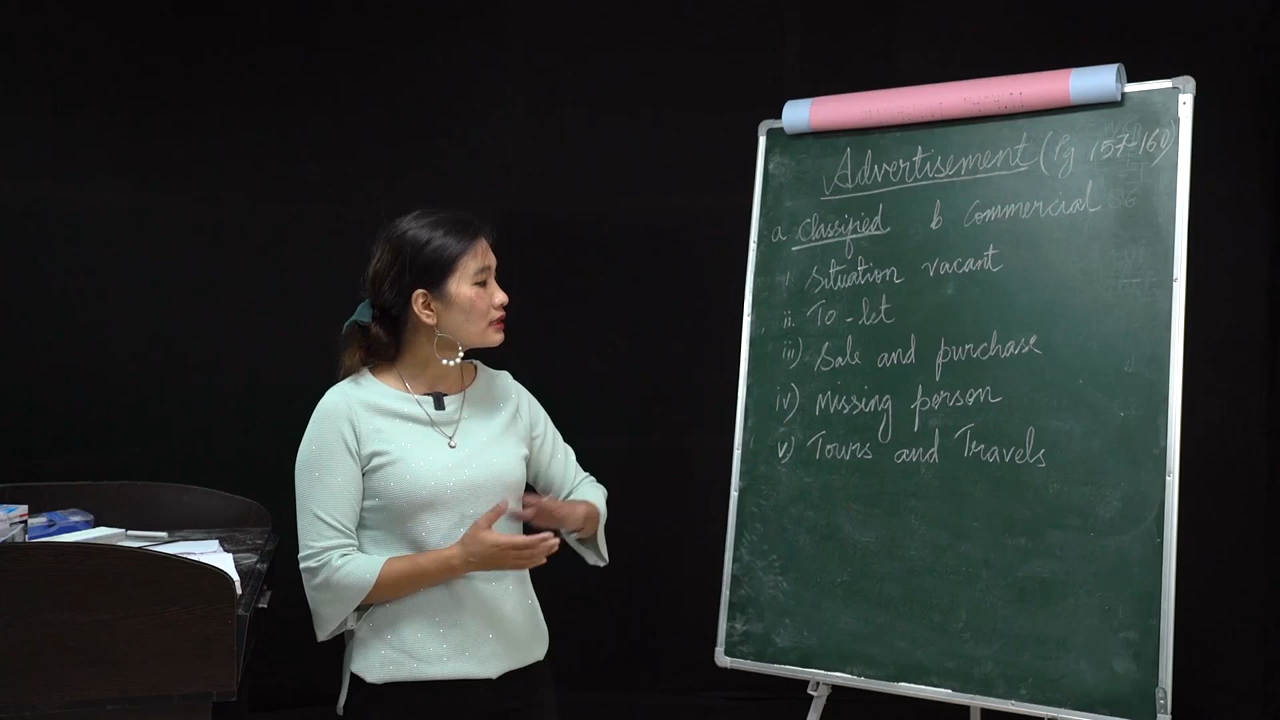 Advertisement (Pg 157-160)
a Classified b Commercial
i. Situation vacant
ii. To-let
iii) Sale and purchase
iv) Missing person
v) Tours and Travels